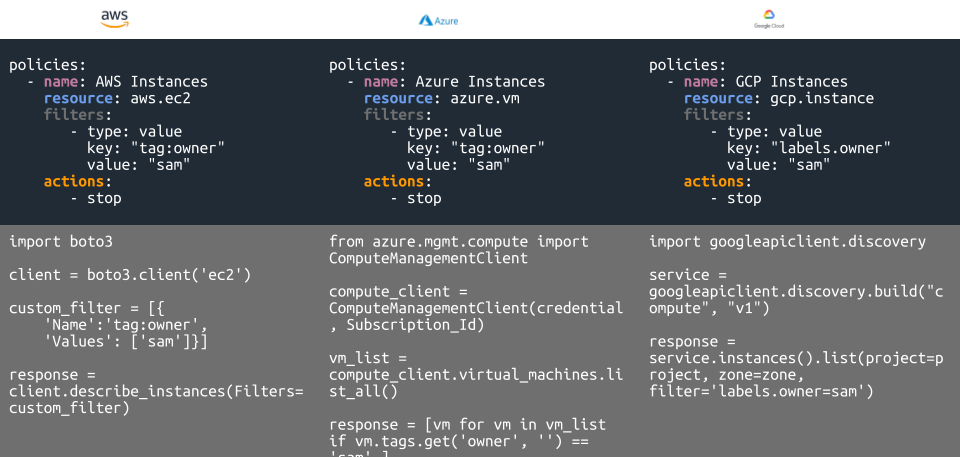 aws
Azure
Google Cloud
policies:
  - name: AWS Instances
    resource: aws.ec2
    filters:
       - type: value
         key: "tag:owner"
         value: "sam"
    actions:
       - stop
policies:
  - name: Azure Instances
    resource: azure.vm
    filters:
       - type: value
         key: "tag:owner"
         value: "sam"
    actions:
       - stop
policies:
  - name: GCP Instances
    resource: gcp.instance
    filters:
       - type: value
         key: "labels.owner"
         value: "sam"
    actions:
       - stop
import boto3
client = boto3.client('ec2')
custom_filter = [{
    'Name':'tag:owner',
    'Values': ['sam']}]
response =
client.describe_instances(Filters=
custom_filter)
from azure.mgmt.compute import
ComputeManagementClient
compute_client =
ComputeManagementClient(credential
, Subscription_Id)
vm_list =
compute_client.virtual_machines.li
st_all()
response = [vm for vm in vm_list
if vm.tags.get('owner', '') ==
'sam' ]
import googleapiclient.discovery
service =
googleapiclient.discovery.build("c
ompute", "v1")
response =
service.instances().list(project=p
roject, zone=zone,
filter='labels.owner=sam')